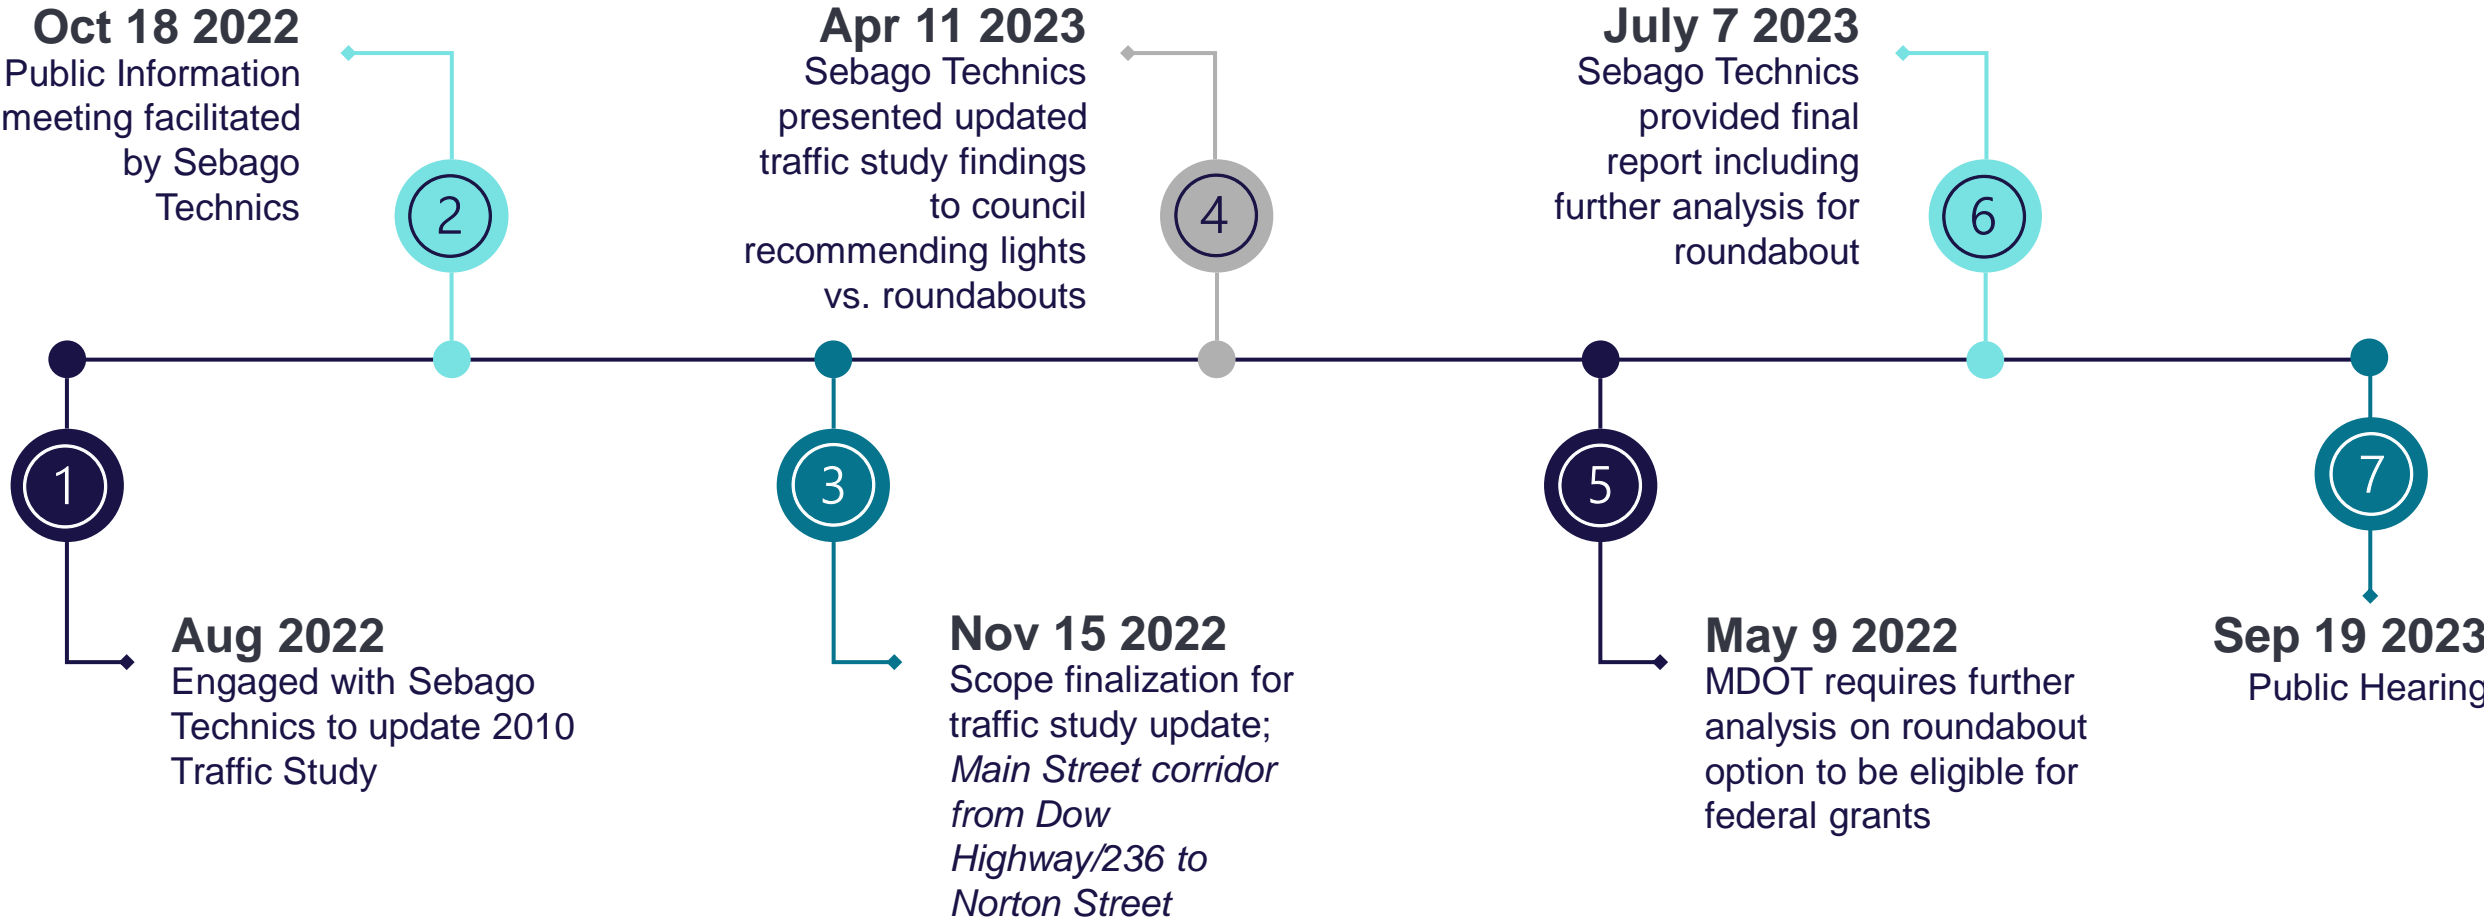 Oct 18 2022
Public Information
meeting facilitated
by Sebago
Technics
2
Apr 11 2023
Sebago Technics
presented updated
traffic study findings
to council
recommending lights
vs. roundabouts
4
July 7 2023
Sebago Technics
provided final
report including
further analysis for
roundabout
6
1
Aug 2022
Engaged with Sebago
Technics to update 2010
Traffic Study
3
Nov 15 2022
Scope finalization for
traffic study update;
Main Street corridor
from Dow
Highway/236 to
Norton Street
5
May 9 2022
MDOT requires further
analysis on roundabout
option to be eligible for
federal grants
7
Sep 19 2023
Public Hearing